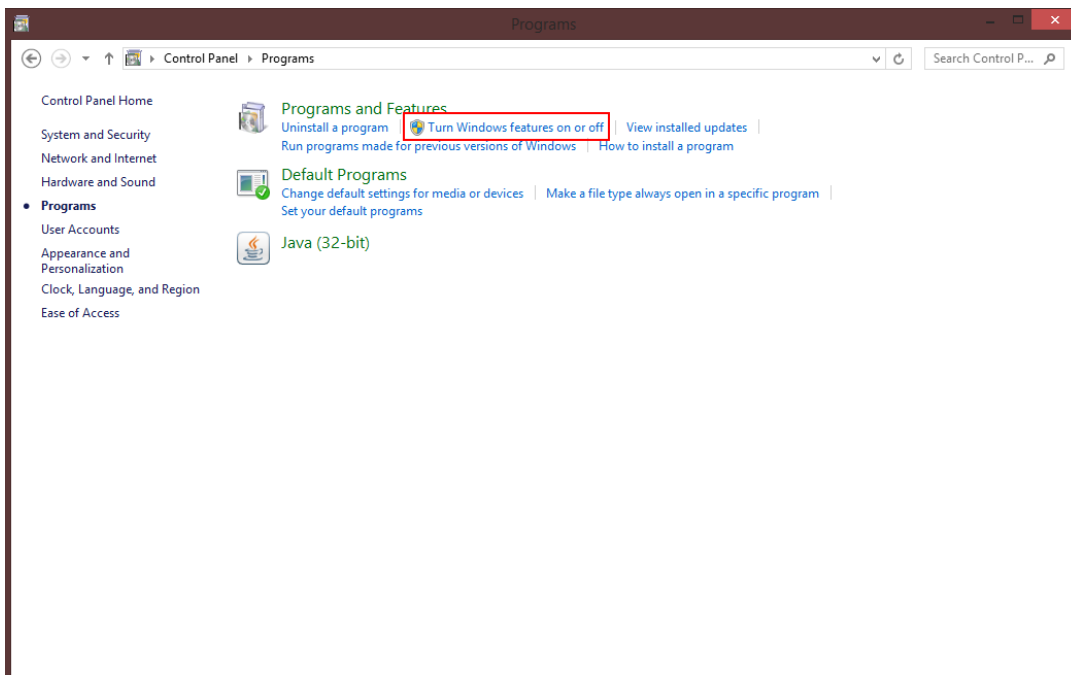 Programs
Control Panel Programs
Search Control P...
Control Panel Home
System and Security
Network and Internet
Hardware and Sound
Programs
User Accounts
Appearance and
Personalization
Clock, Language, and Region
Ease of Access
Programs and Features
Uninstall a program Turn Windows features on or off View installed updates
Run programs made for previous versions of Windows How to install a program
Default Programs
Change default settings for media or devices Make a file type always open in a specific program
Set your default programs
Java (32-bit)